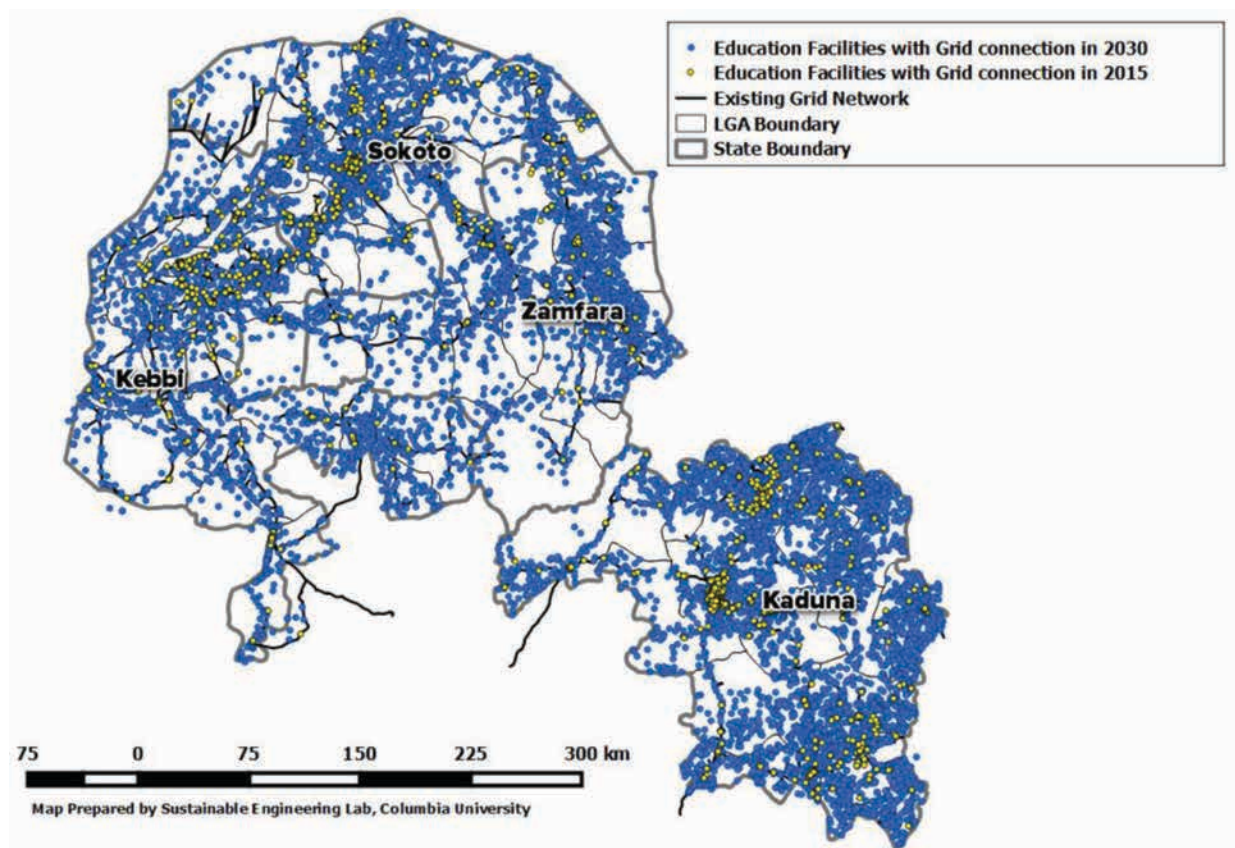 Education Facilities with Grid connection in 2030
Education Facilities with Grid connection in 2015
Existing Grid Network
LGA Boundary
State Boundary
Sokoto
Zamfara
Kebbi
Kaduna
75 0 75 150 225 300 km
Map Prepared by Sustainable Engineering Lab, Columbia University